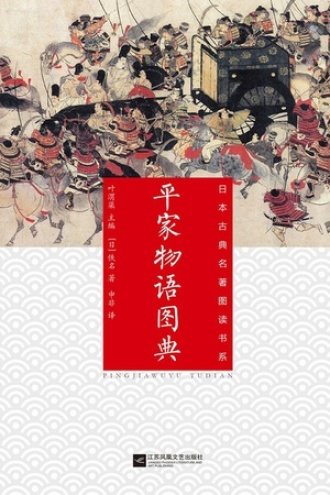 日本古典名著图读书系
平家物语图典
叶渭渠 主编 [日]佚名 著 申非 译
PINGJIAWUYU TUDIAN
江苏凤凰文艺出版社
JIANGSU PHOENIX LITERATURE AND
ART PUBLISHING